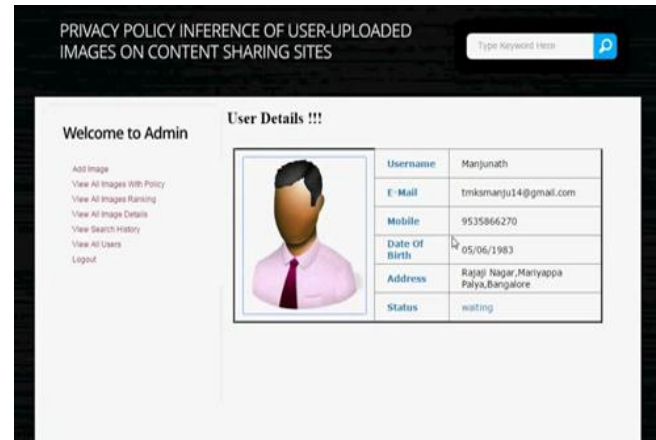 PRIVACY POLICY INFERENCE OF USER-UPLOADED
IMAGES ON CONTENT SHARING SITES
Type Keyword Here
Welcome to Admin
Add Image
View All Images With Policy
View All Images Ranking
View All Image Details
View Search History
View All Users
Logout
User Details !!!
Username Manjunath
E-Mail tmksmanju14@gmail.com
Mobile 9535866270
Date Of
Birth 05/06/1983
Address Rajaji Nagar,Mariyappa
Palya,Bangalore
Status waiting